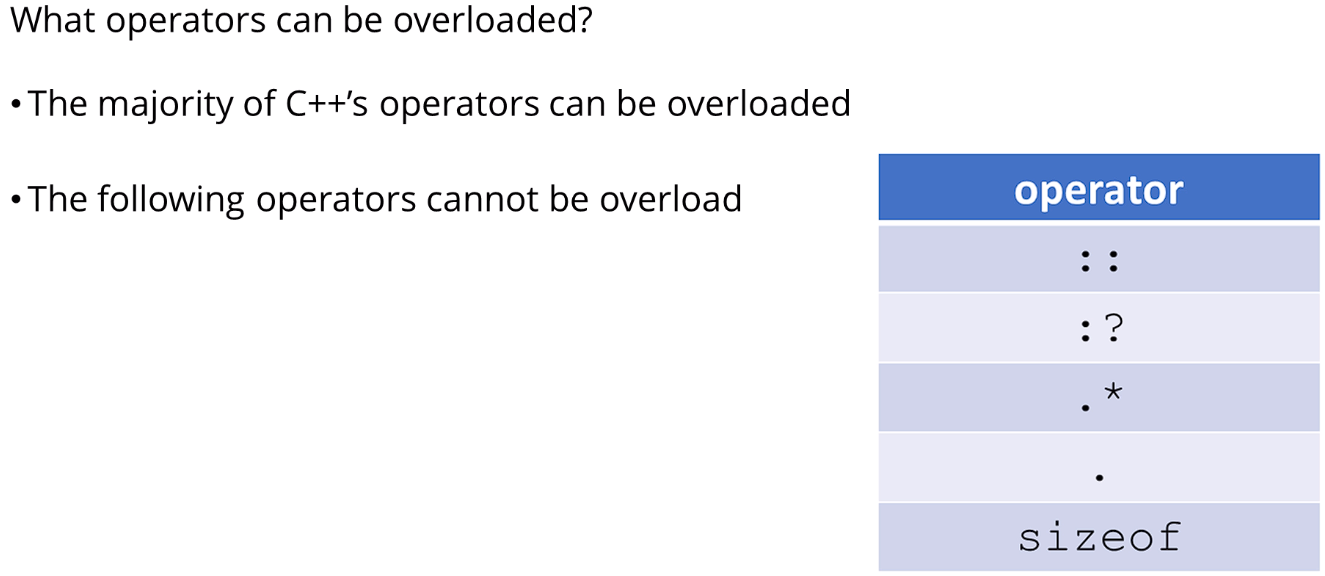 What operators can be overloaded?
• The majority of C++’s operators can be overloaded
• The following operators cannot be overload
operator
::
:?
.*
.
sizeof